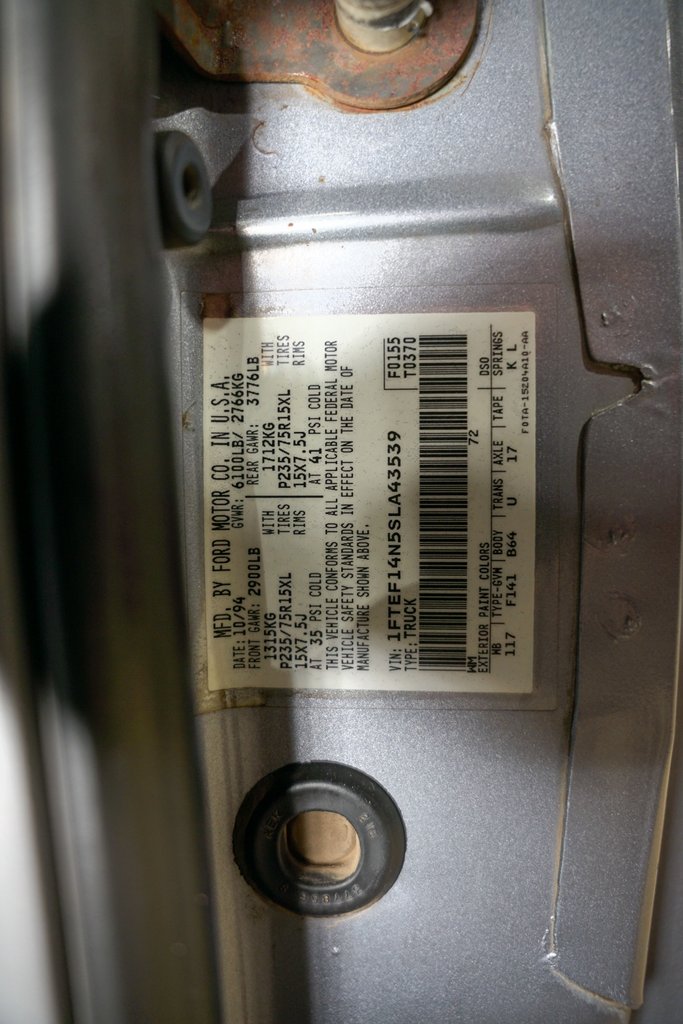 MFD. BY FORD MOTOR CO. IN U.S.A.
DATE: 10/94 GVWR: 6100LB/ 2766KG
FRONT GAWR: 2900LB REAR GAWR: 3776LB
1315KG WITH 1712KG WITH
P235/75R15XL TIRES P235/75R15XL TIRES
15X7.5J RIMS 15X7.5J RIMS
AT 35 PSI COLD AT 41 PSI COLD
THIS VEHICLE CONFORMS TO ALL APPLICABLE FEDERAL MOTOR
VEHICLE SAFETY STANDARDS IN EFFECT ON THE DATE OF
MANUFACTURE SHOWN ABOVE.
VIN: 1FTEF14N5SLA43539 F0155
TYPE: TRUCK T0370
WM 72
EXTERIOR PAINT COLORS DSO
WB TYPE-GVW BODY TRANS AXLE TAPE SPRINGS
117 F141 B64 U 17 K L
F0TA-15204A10-AA